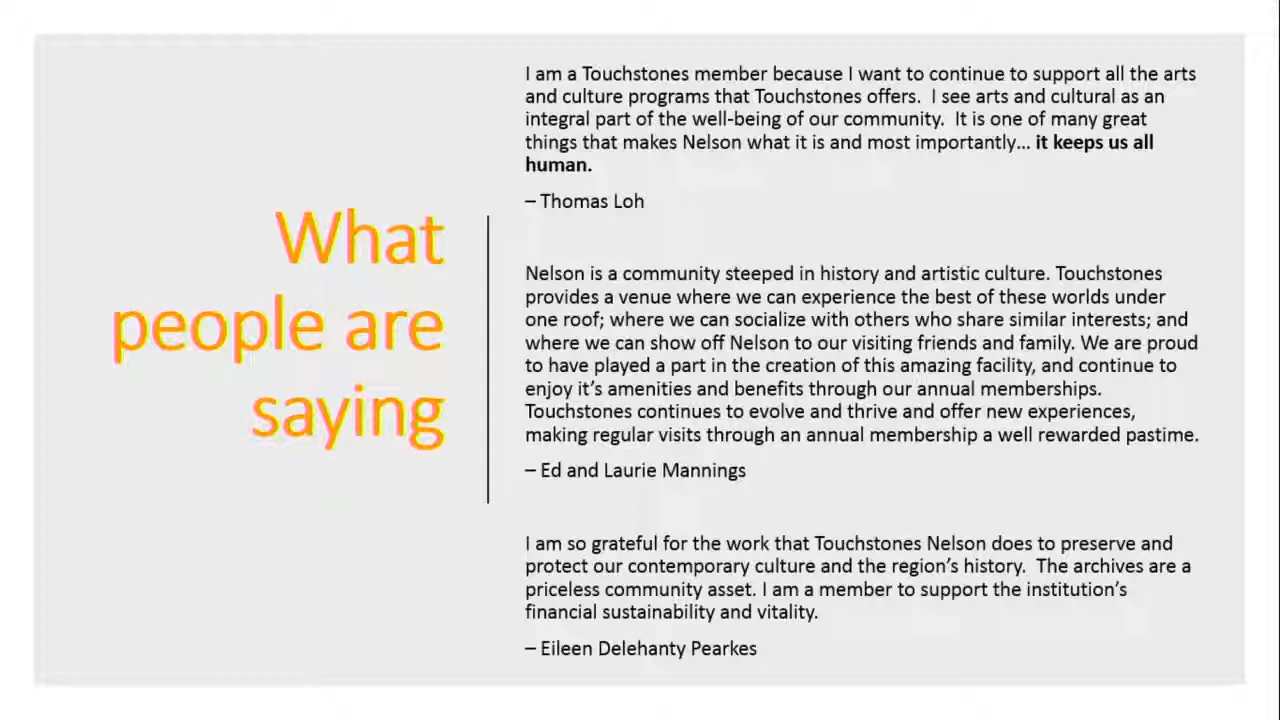 What
people are
saying
I am a Touchstones member because I want to continue to support all the arts
and culture programs that Touchstones offers.  I see arts and cultural as an
integral part of the well-being of our community.  It is one of many great
things that makes Nelson what it is and most importantly... it keeps us all
human.
– Thomas Loh
Nelson is a community steeped in history and artistic culture. Touchstones
provides a venue where we can experience the best of these worlds under
one roof; where we can socialize with others who share similar interests; and
where we can show off Nelson to our visiting friends and family. We are proud
to have played a part in the creation of this amazing facility, and continue to
enjoy it’s amenities and benefits through our annual memberships.
Touchstones continues to evolve and thrive and offer new experiences,
making regular visits through an annual membership a well rewarded pastime.
– Ed and Laurie Mannings
I am so grateful for the work that Touchstones Nelson does to preserve and
protect our contemporary culture and the region’s history.  The archives are a
priceless community asset. I am a member to support the institution’s
financial sustainability and vitality.
– Eileen Delehanty Pearkes